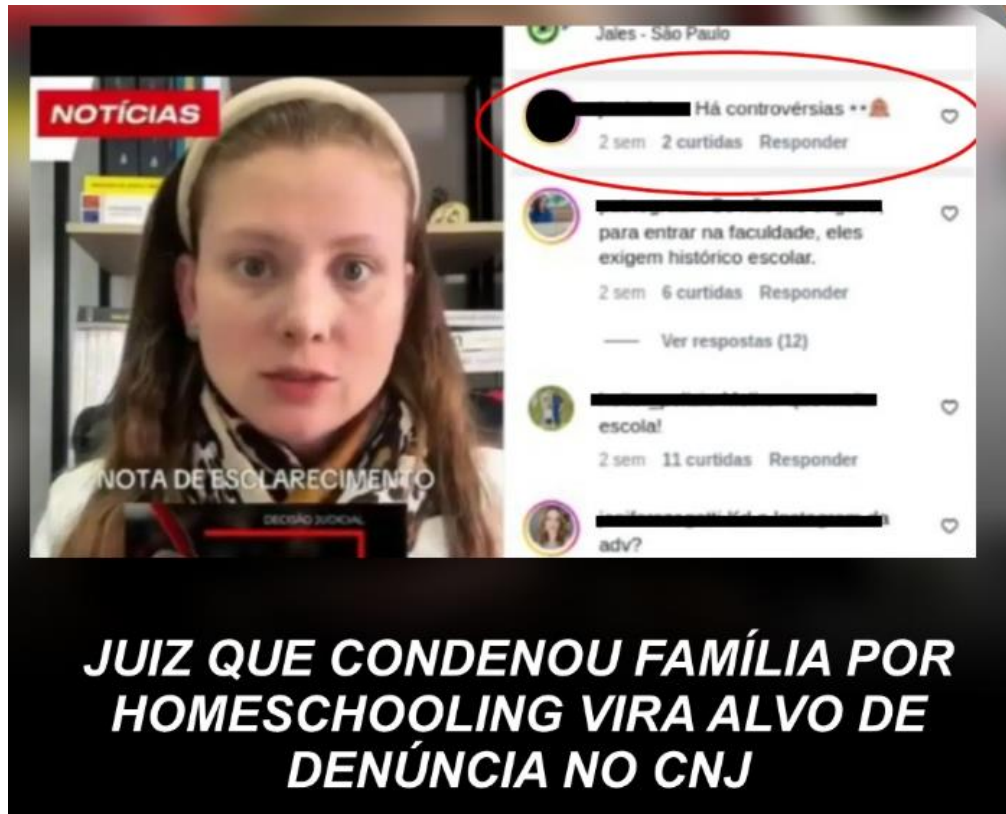 NOTÍCIAS
NOTA DE ESCLARECIMENTO
DECISÃO JUDICIAL
Jales - São Paulo
Há controvérsias
2 sem 2 curtidas Responder
para entrar na faculdade, eles
exigem histórico escolar.
2 sem 6 curtidas Responder
Ver respostas (12)
escola!
2 sem 11 curtidas Responder
adv?
JUIZ QUE CONDENOU FAMÍLIA POR
HOMESCHOOLING VIRA ALVO DE
DENÚNCIA NO CNJ